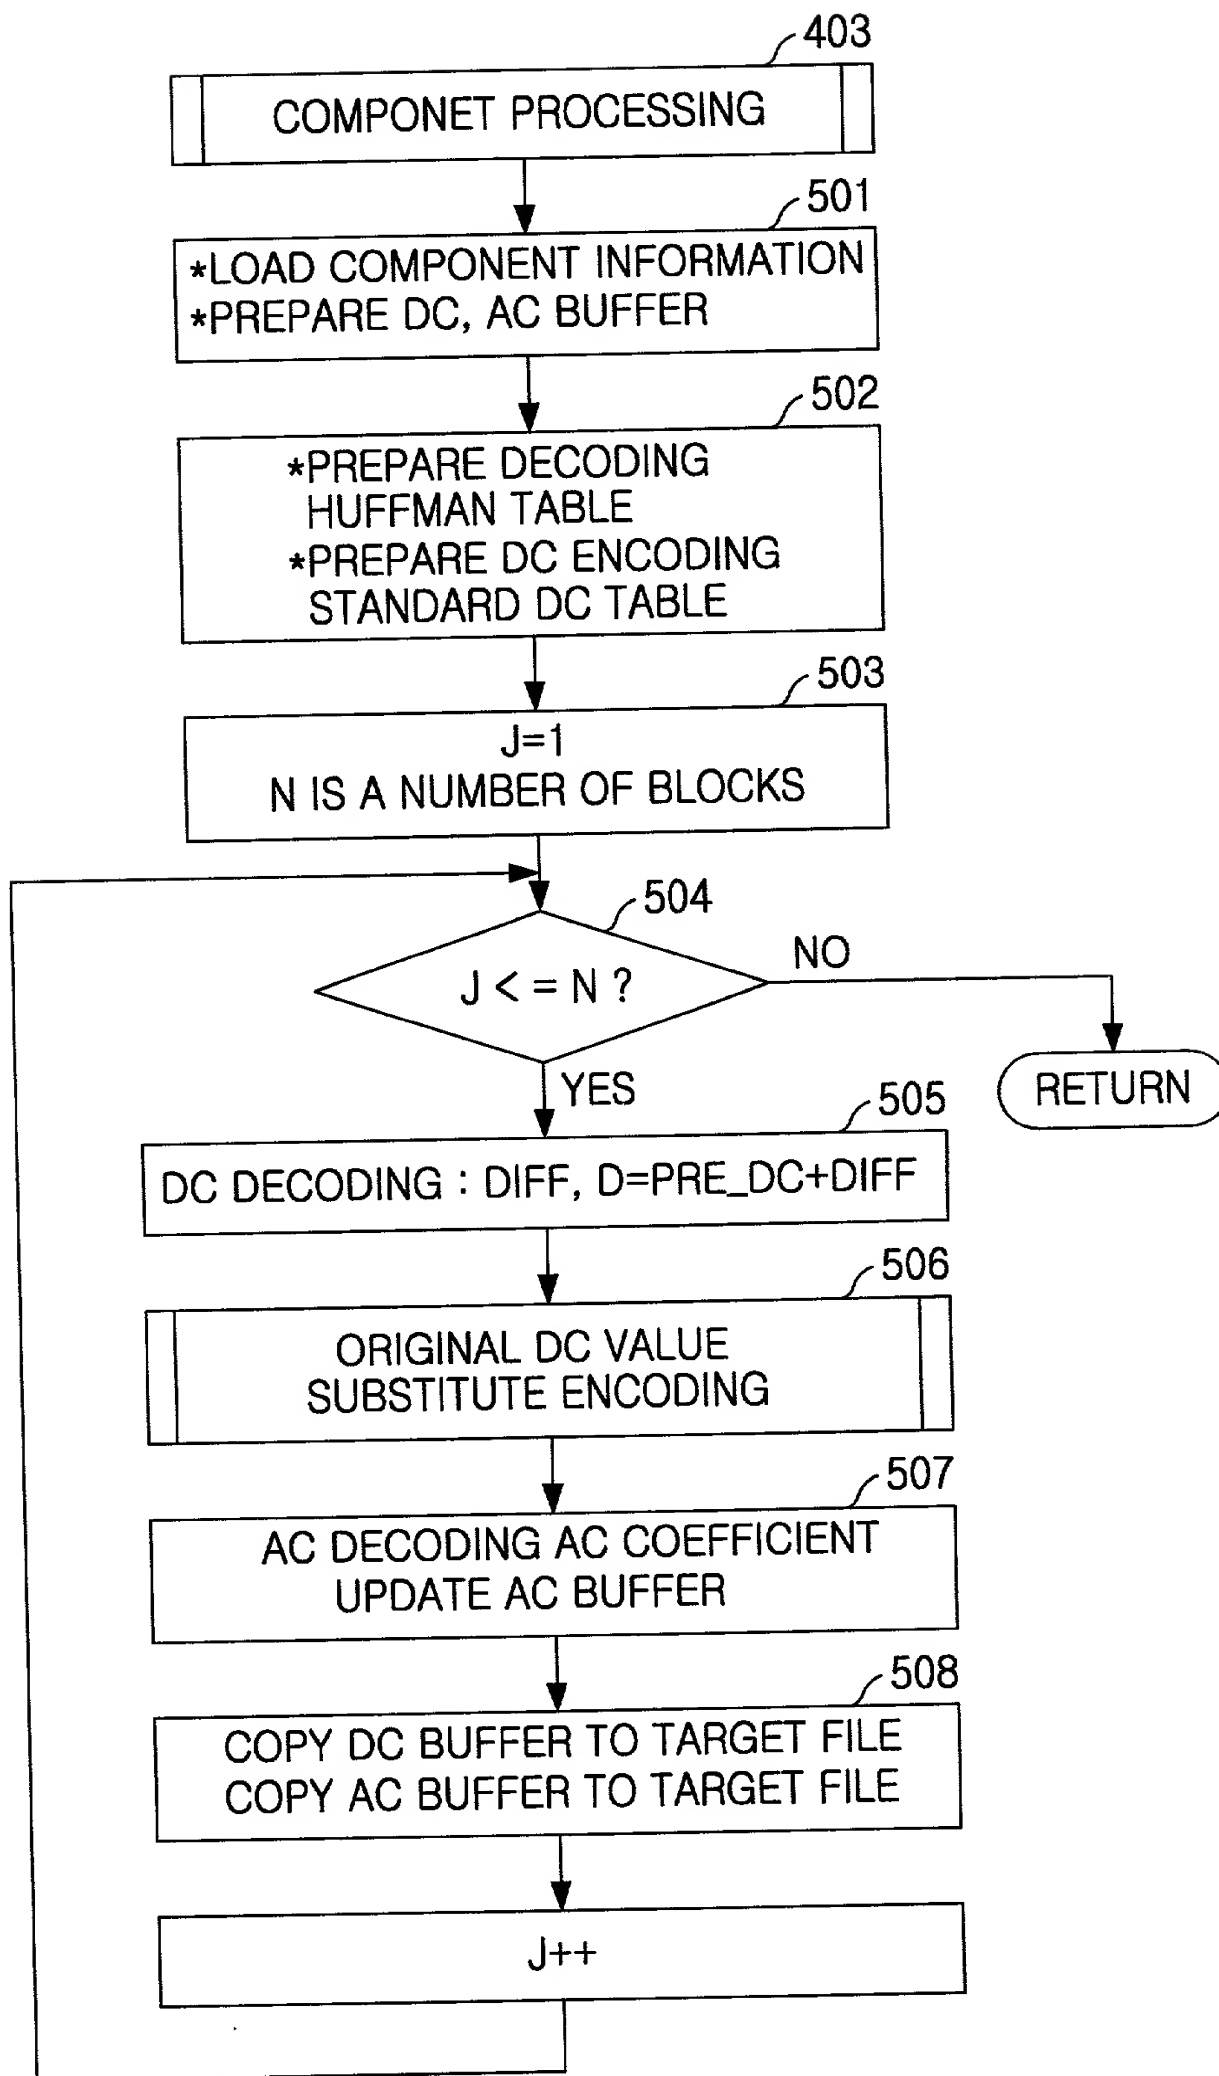 403
COMPONET PROCESSING
501
*LOAD COMPONENT INFORMATION
*PREPARE DC, AC BUFFER
502
*PREPARE DECODING
HUFFMAN TABLE
*PREPARE DC ENCODING
STANDARD DC TABLE
503
J=1
N IS A NUMBER OF BLOCKS
504
J < = N ?
NO
RETURN
YES
505
DC DECODING : DIFF, D=PRE_DC+DIFF
506
ORIGINAL DC VALUE
SUBSTITUTE ENCODING
507
AC DECODING AC COEFFICIENT
UPDATE AC BUFFER
508
COPY DC BUFFER TO TARGET FILE
COPY AC BUFFER TO TARGET FILE
J++